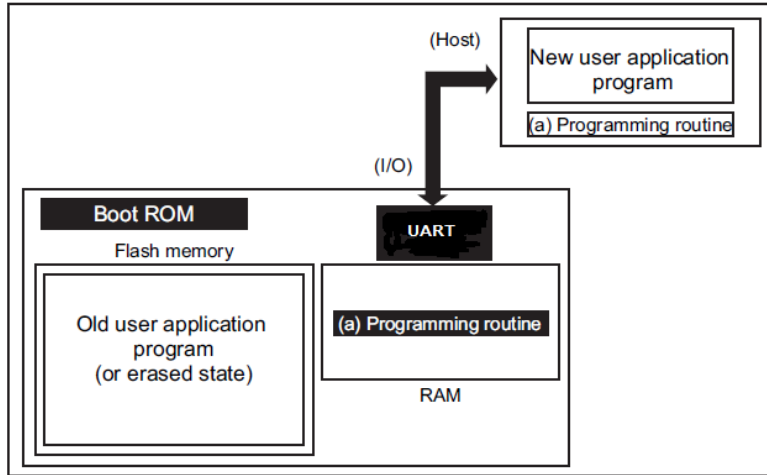 (Host)
New user application
program
(a) Programming routine
(I/O)
Boot ROM
UART
Flash memory
Old user application
program
(or erased state)
(a) Programming routine
RAM